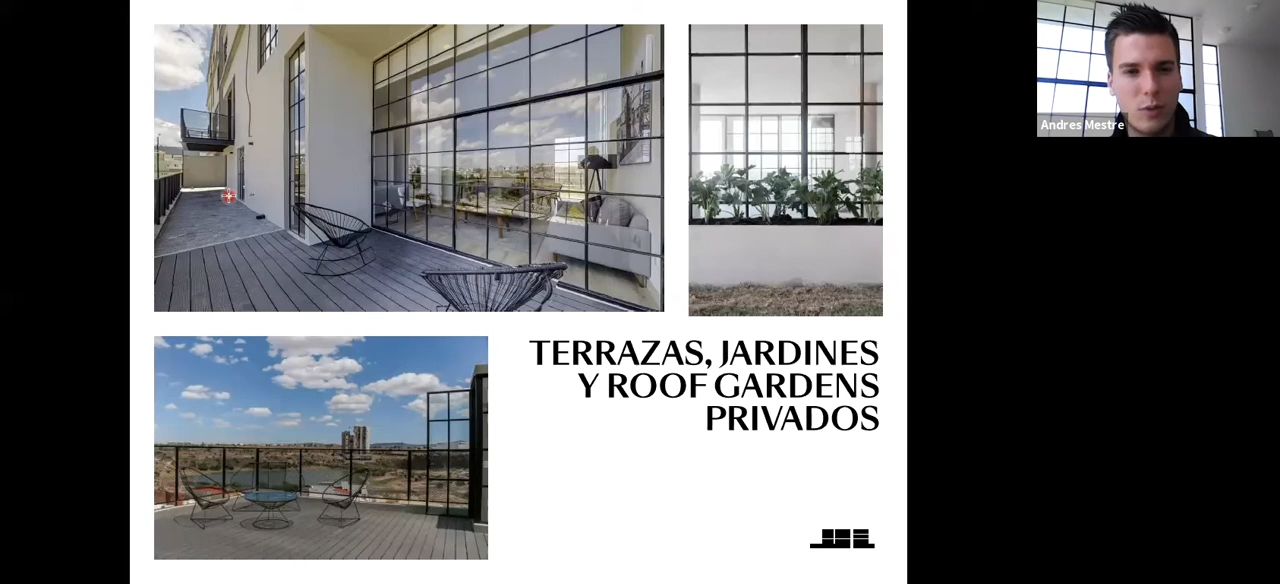 Andres Mestre
TERRAZAS, JARDINES
Y ROOF GARDENS
PRIVADOS